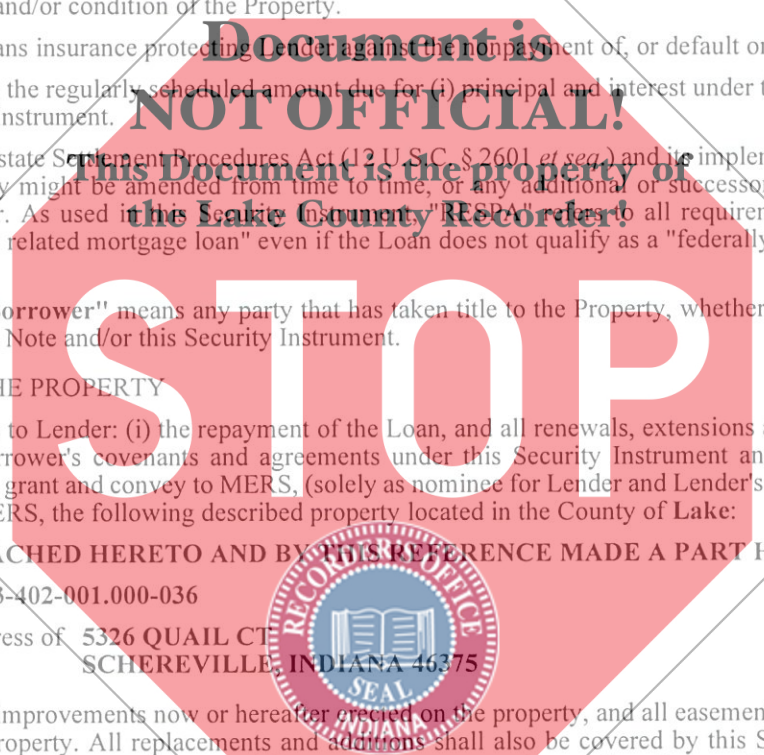 and/or condition of the Property.
Document is
ans insurance protecting Lender against the nonpayment of, or default or
the regularly scheduled amount due for (i) principal and interest under t
nstrument.
NOT OFFICIAL!
state Settlement Procedures Act (12 U.S.C. § 2601 et seq.) and its implem
This Document is the property of
y might be amended from time to time, or any additional or successor
the Lake County Recorder!
r. As used in this Security Instrument, "RESPA" refers to all requirem
related mortgage loan" even if the Loan does not qualify as a "federally
STOP
orrower" means any party that has taken title to the Property, whether
Note and/or this Security Instrument.
HE PROPERTY
to Lender: (i) the repayment of the Loan, and all renewals, extensions
rrower's covenants and agreements under this Security Instrument an
grant and convey to MERS, (solely as nominee for Lender and Lender's
ERS, the following described property located in the County of Lake:
ACHED HERETO AND BY THIS REFERENCE MADE A PART H
-402-001.000-036
ress of 5326 QUAIL CT
SCHEREVILLE, INDIANA 46375
RECORDER'S OFFICE
SEAL
INDIANA
improvements now or hereafter erected on the property, and all easemen
roperty. All replacements and additions shall also be covered by this S